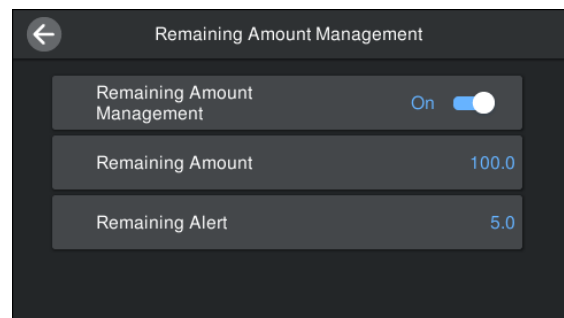 Remaining Amount Management
Remaining Amount
Management
On
Remaining Amount
100.0
Remaining Alert
5.0